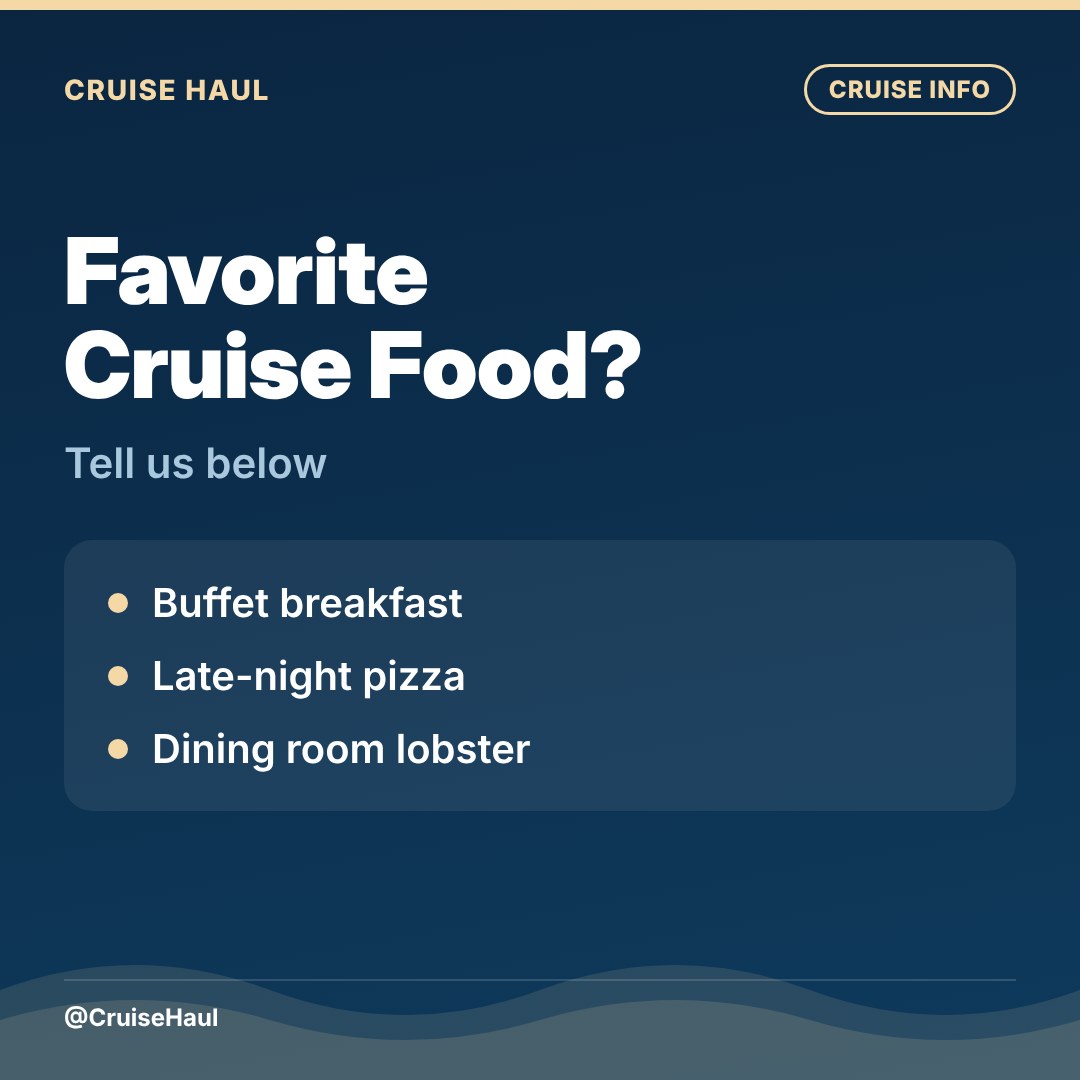 CRUISE HAUL
CRUISE INFO
Favorite
Cruise Food?
Tell us below
Buffet breakfast
Late-night pizza
Dining room lobster
@CruiseHaul